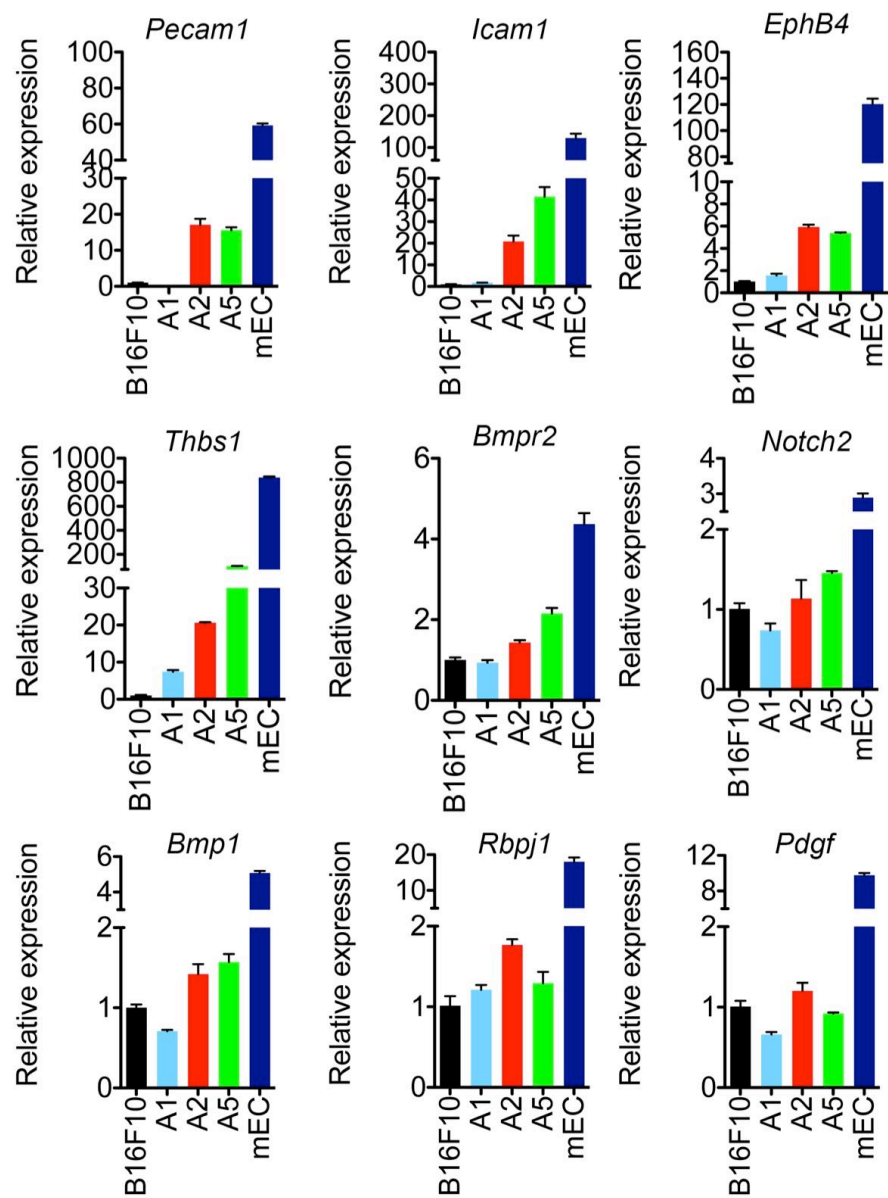 Pecam1
Relative expression
100
80
60
40
30
20
10
0
B16F10
A1
A2
A5
mEC
Icam1
Relative expression
400
300
200
100
50
40
30
20
10
0
B16F10
A1
A2
A5
mEC
EphB4
Relative expression
160
140
120
100
80
10
8
6
4
2
0
B16F10
A1
A2
A5
mEC
Thbs1
Relative expression
1000
800
600
400
200
30
20
10
0
B16F10
A1
A2
A5
mEC
Bmpr2
Relative expression
6
4
2
0
B16F10
A1
A2
A5
mEC
Notch2
Relative expression
4
3
2
1
0
B16F10
A1
A2
A5
mEC
Bmp1
Relative expression
6
4
2
1
0
B16F10
A1
A2
A5
mEC
Rbpj1
Relative expression
20
10
2
1
0
B16F10
A1
A2
A5
mEC
Pdgf
Relative expression
12
8
2
1
0
B16F10
A1
A2
A5
mEC